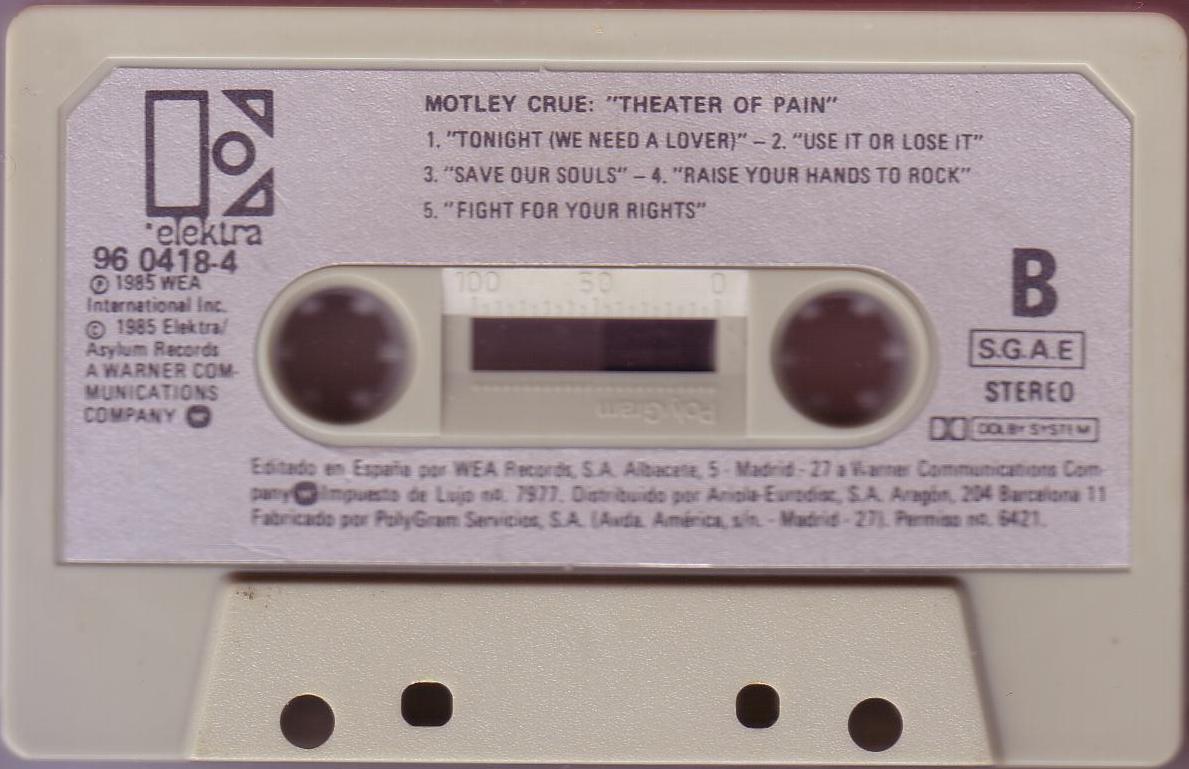 MOTLEY CRUE: "THEATER OF PAIN"
1. "TONIGHT (WE NEED A LOVER)" – 2. "USE IT OR LOSE IT"
3. "SAVE OUR SOULS" – 4. "RAISE YOUR HANDS TO ROCK"
5. "FIGHT FOR YOUR RIGHTS"
elektra
96 0418-4
Ⓟ 1985 WEA
International Inc.
© 1985 Elektra/
Asylum Records
A WARNER COM-
MUNICATIONS
COMPANY
100 50 0
PolyGram
B
S.G.A.E
STEREO
DOLBY SYSTEM
Editado en España por WEA Records, S.A. Albacete, 5 - Madrid - 27 a Warner Communications Com-
pany Impuesto de Lujo no. 7977. Distribuido por Ariola-Eurodisc, S.A. Aragón, 204 Barcelona 11
Fabricado por PolyGram Servicios, S.A. (Avda. América, s/n. - Madrid - 27). Permiso no. 6421.